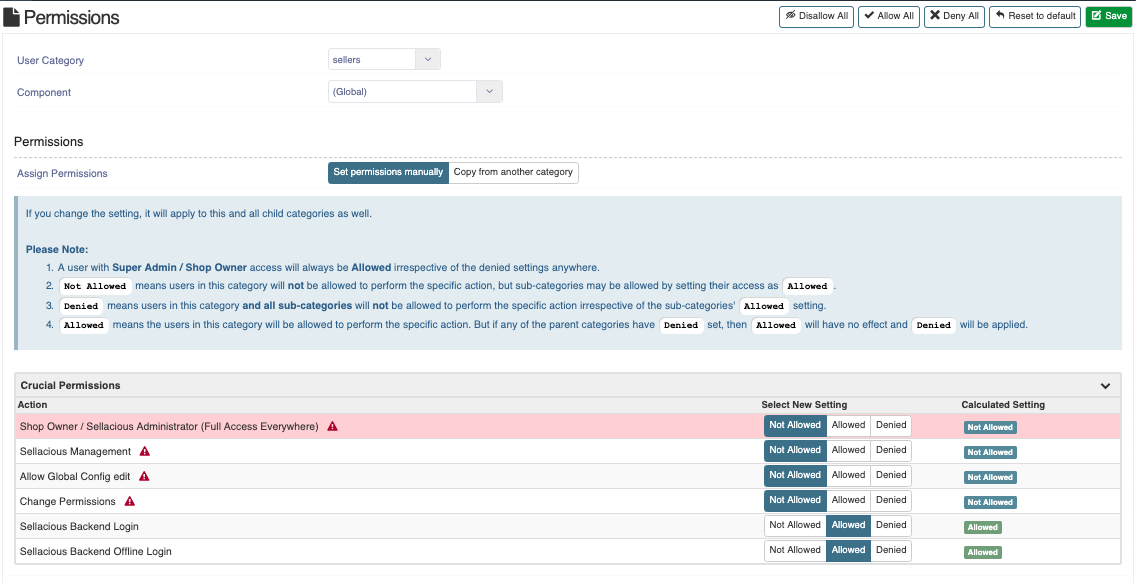 Permissions
Disallow All
Allow All
Deny All
Reset to default
Save
User Category
sellers
Component
(Global)
Permissions
Assign Permissions
Set permissions manually
Copy from another category
If you change the setting, it will apply to this and all child categories as well.
Please Note:
1. A user with Super Admin / Shop Owner access will always be Allowed irrespective of the denied settings anywhere.
2. Not Allowed means users in this category will not be allowed to perform the specific action, but sub-categories may be allowed by setting their access as Allowed .
3. Denied means users in this category and all sub-categories will not be allowed to perform the specific action irrespective of the sub-categories' Allowed setting.
4. Allowed means the users in this category will be allowed to perform the specific action. But if any of the parent categories have Denied set, then Allowed will have no effect and Denied will be applied.
Crucial Permissions
Action Select New Setting Calculated Setting
Shop Owner / Sellacious Administrator (Full Access Everywhere) Not Allowed Allowed Denied Not Allowed
Sellacious Management Not Allowed Allowed Denied Not Allowed
Allow Global Config edit Not Allowed Allowed Denied Not Allowed
Change Permissions Not Allowed Allowed Denied Not Allowed
Sellacious Backend Login Not Allowed Allowed Denied Allowed
Sellacious Backend Offline Login Not Allowed Allowed Denied Allowed